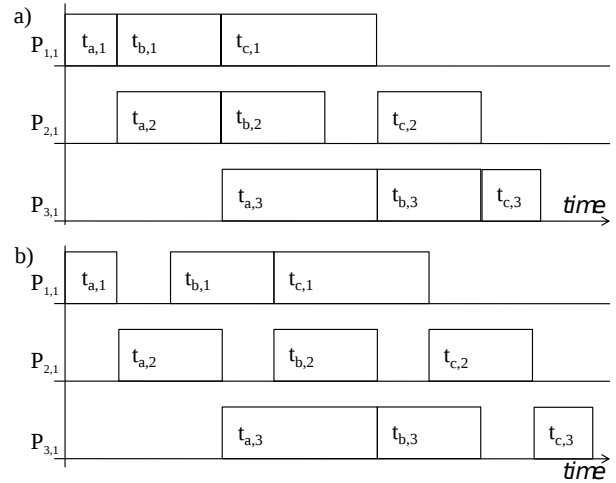 a)
P1,1 ta,1 tb,1 tc,1
P2,1 ta,2 tb,2 tc,2
P3,1 ta,3 tb,3 tc,3 time
b)
P1,1 ta,1 tb,1 tc,1
P2,1 ta,2 tb,2 tc,2
P3,1 ta,3 tb,3 tc,3
time